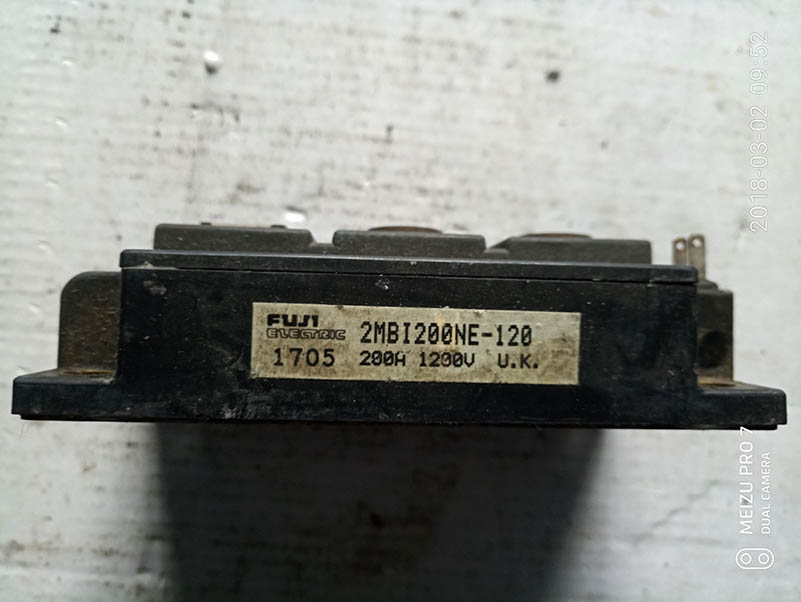 FUJI
ELECTRIC 2MBI200NE-120
1705 200A 1200V U.K.
2018-03-02 09:52
MEIZU PRO 7
DUAL CAMERA